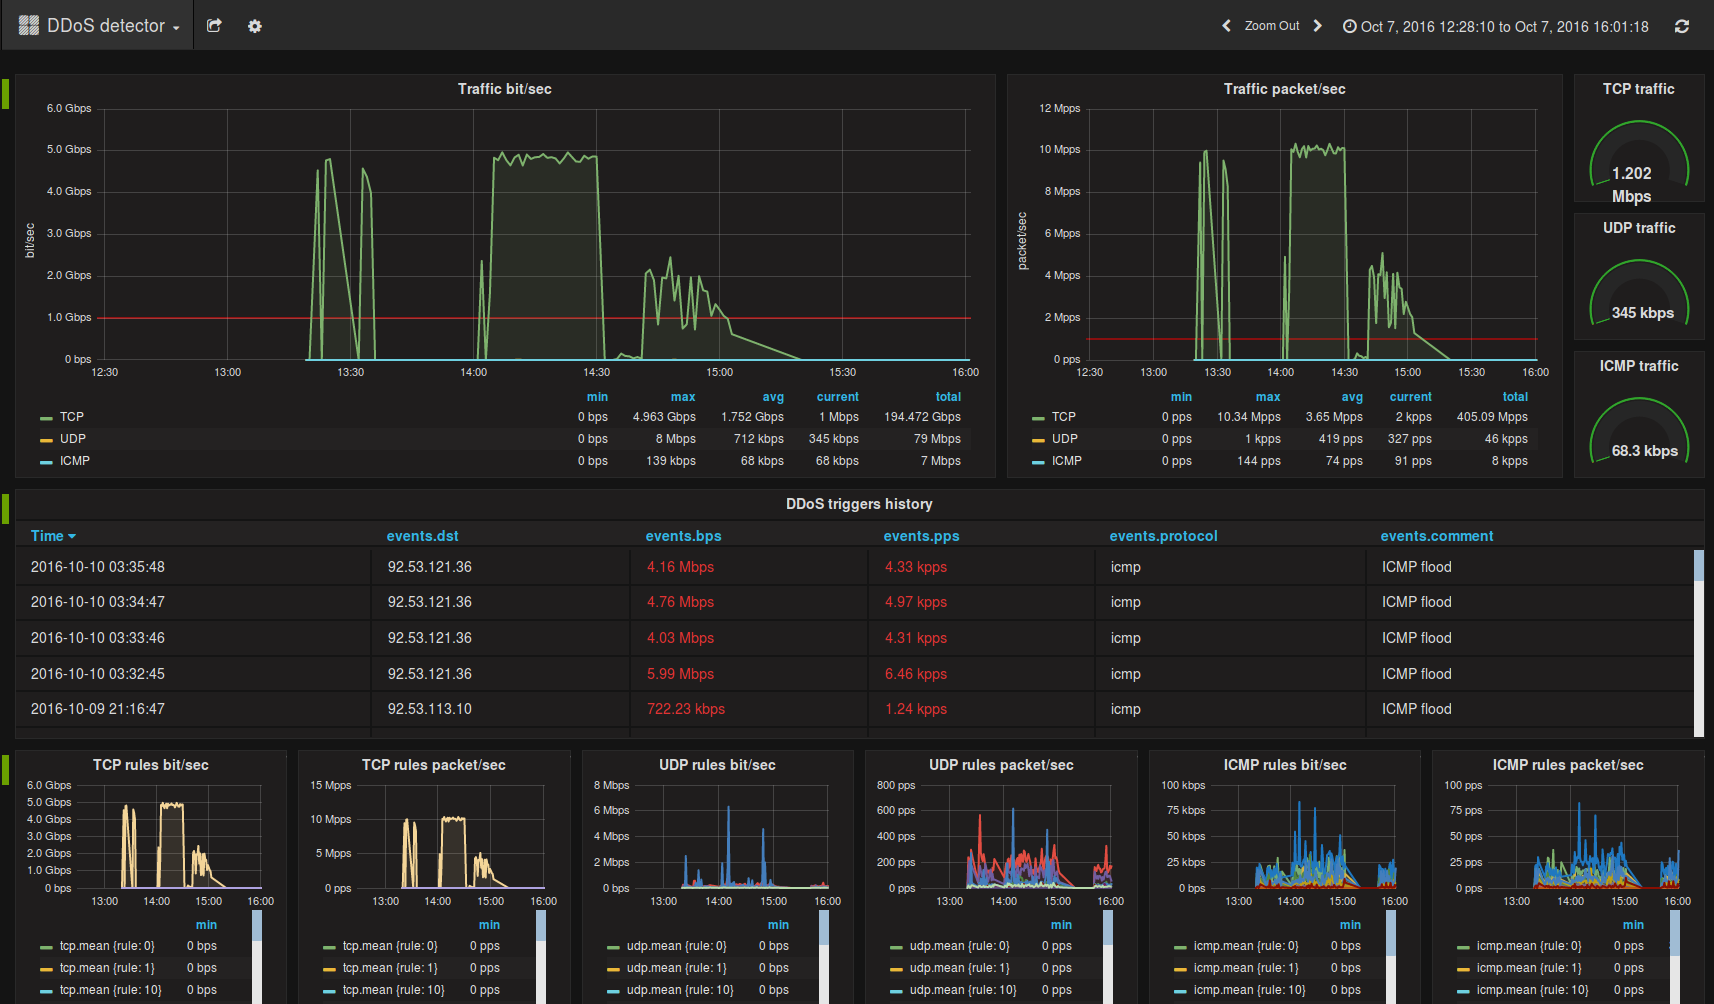 DDoS detector
Zoom Out
Oct 7, 2016 12:28:10 to Oct 7, 2016 16:01:18
Traffic bit/sec
6.0 Gbps
5.0 Gbps
4.0 Gbps
3.0 Gbps
2.0 Gbps
1.0 Gbps
0 bps
bit/sec
12:30 13:00 13:30 14:00 14:30 15:00 15:30 16:00
min max avg current total
TCP 0 bps 4.963 Gbps 1.752 Gbps 1 Mbps 194.472 Gbps
UDP 0 bps 8 Mbps 712 kbps 345 kbps 79 Mbps
ICMP 0 bps 139 kbps 68 kbps 68 kbps 7 Mbps
Traffic packet/sec
12 Mpps
10 Mpps
8 Mpps
6 Mpps
4 Mpps
2 Mpps
0 pps
packet/sec
12:30 13:00 13:30 14:00 14:30 15:00 15:30 16:00
min max avg current total
TCP 0 pps 10.34 Mpps 3.65 Mpps 2 kpps 405.09 Mpps
UDP 0 pps 1 kpps 419 pps 327 pps 46 kpps
ICMP 0 pps 144 pps 74 pps 91 pps 8 kpps
TCP traffic
1.202
Mbps
UDP traffic
345 kbps
ICMP traffic
68.3 kbps
DDoS triggers history
Time events.dst events.bps events.pps events.protocol events.comment
2016-10-10 03:35:48 92.53.121.36 4.16 Mbps 4.33 kpps icmp ICMP flood
2016-10-10 03:34:47 92.53.121.36 4.76 Mbps 4.97 kpps icmp ICMP flood
2016-10-10 03:33:46 92.53.121.36 4.03 Mbps 4.31 kpps icmp ICMP flood
2016-10-10 03:32:45 92.53.121.36 5.99 Mbps 6.46 kpps icmp ICMP flood
2016-10-09 21:16:47 92.53.113.10 722.23 kbps 1.24 kpps icmp ICMP flood
TCP rules bit/sec
6.0 Gbps
5.0 Gbps
4.0 Gbps
3.0 Gbps
2.0 Gbps
1.0 Gbps
0 bps
13:00 14:00 15:00 16:00
min
tcp.mean {rule: 0} 0 bps
tcp.mean {rule: 1} 0 bps
tcp.mean {rule: 10} 0 bps
TCP rules packet/sec
15 Mpps
10 Mpps
5 Mpps
0 pps
13:00 14:00 15:00 16:00
min
tcp.mean {rule: 0} 0 pps
tcp.mean {rule: 1} 0 pps
tcp.mean {rule: 10} 0 pps
UDP rules bit/sec
8 Mbps
6 Mbps
4 Mbps
2 Mbps
0 bps
13:00 14:00 15:00 16:00
min
udp.mean {rule: 0} 0 bps
udp.mean {rule: 1} 0 bps
udp.mean {rule: 10} 0 bps
UDP rules packet/sec
800 pps
600 pps
400 pps
200 pps
0 pps
13:00 14:00 15:00 16:00
min
udp.mean {rule: 0} 0 pps
udp.mean {rule: 1} 0 pps
udp.mean {rule: 10} 0 pps
ICMP rules bit/sec
100 kbps
75 kbps
50 kbps
25 kbps
0 bps
13:00 14:00 15:00 16:00
min
icmp.mean {rule: 0} 0 bps
icmp.mean {rule: 1} 0 bps
icmp.mean {rule: 10} 0 bps
ICMP rules packet/sec
100 pps
75 pps
50 pps
25 pps
0 pps
13:00 14:00 15:00 16:00
min
icmp.mean {rule: 0} 0 pps
icmp.mean {rule: 1} 0 pps
icmp.mean {rule: 10} 0 pps